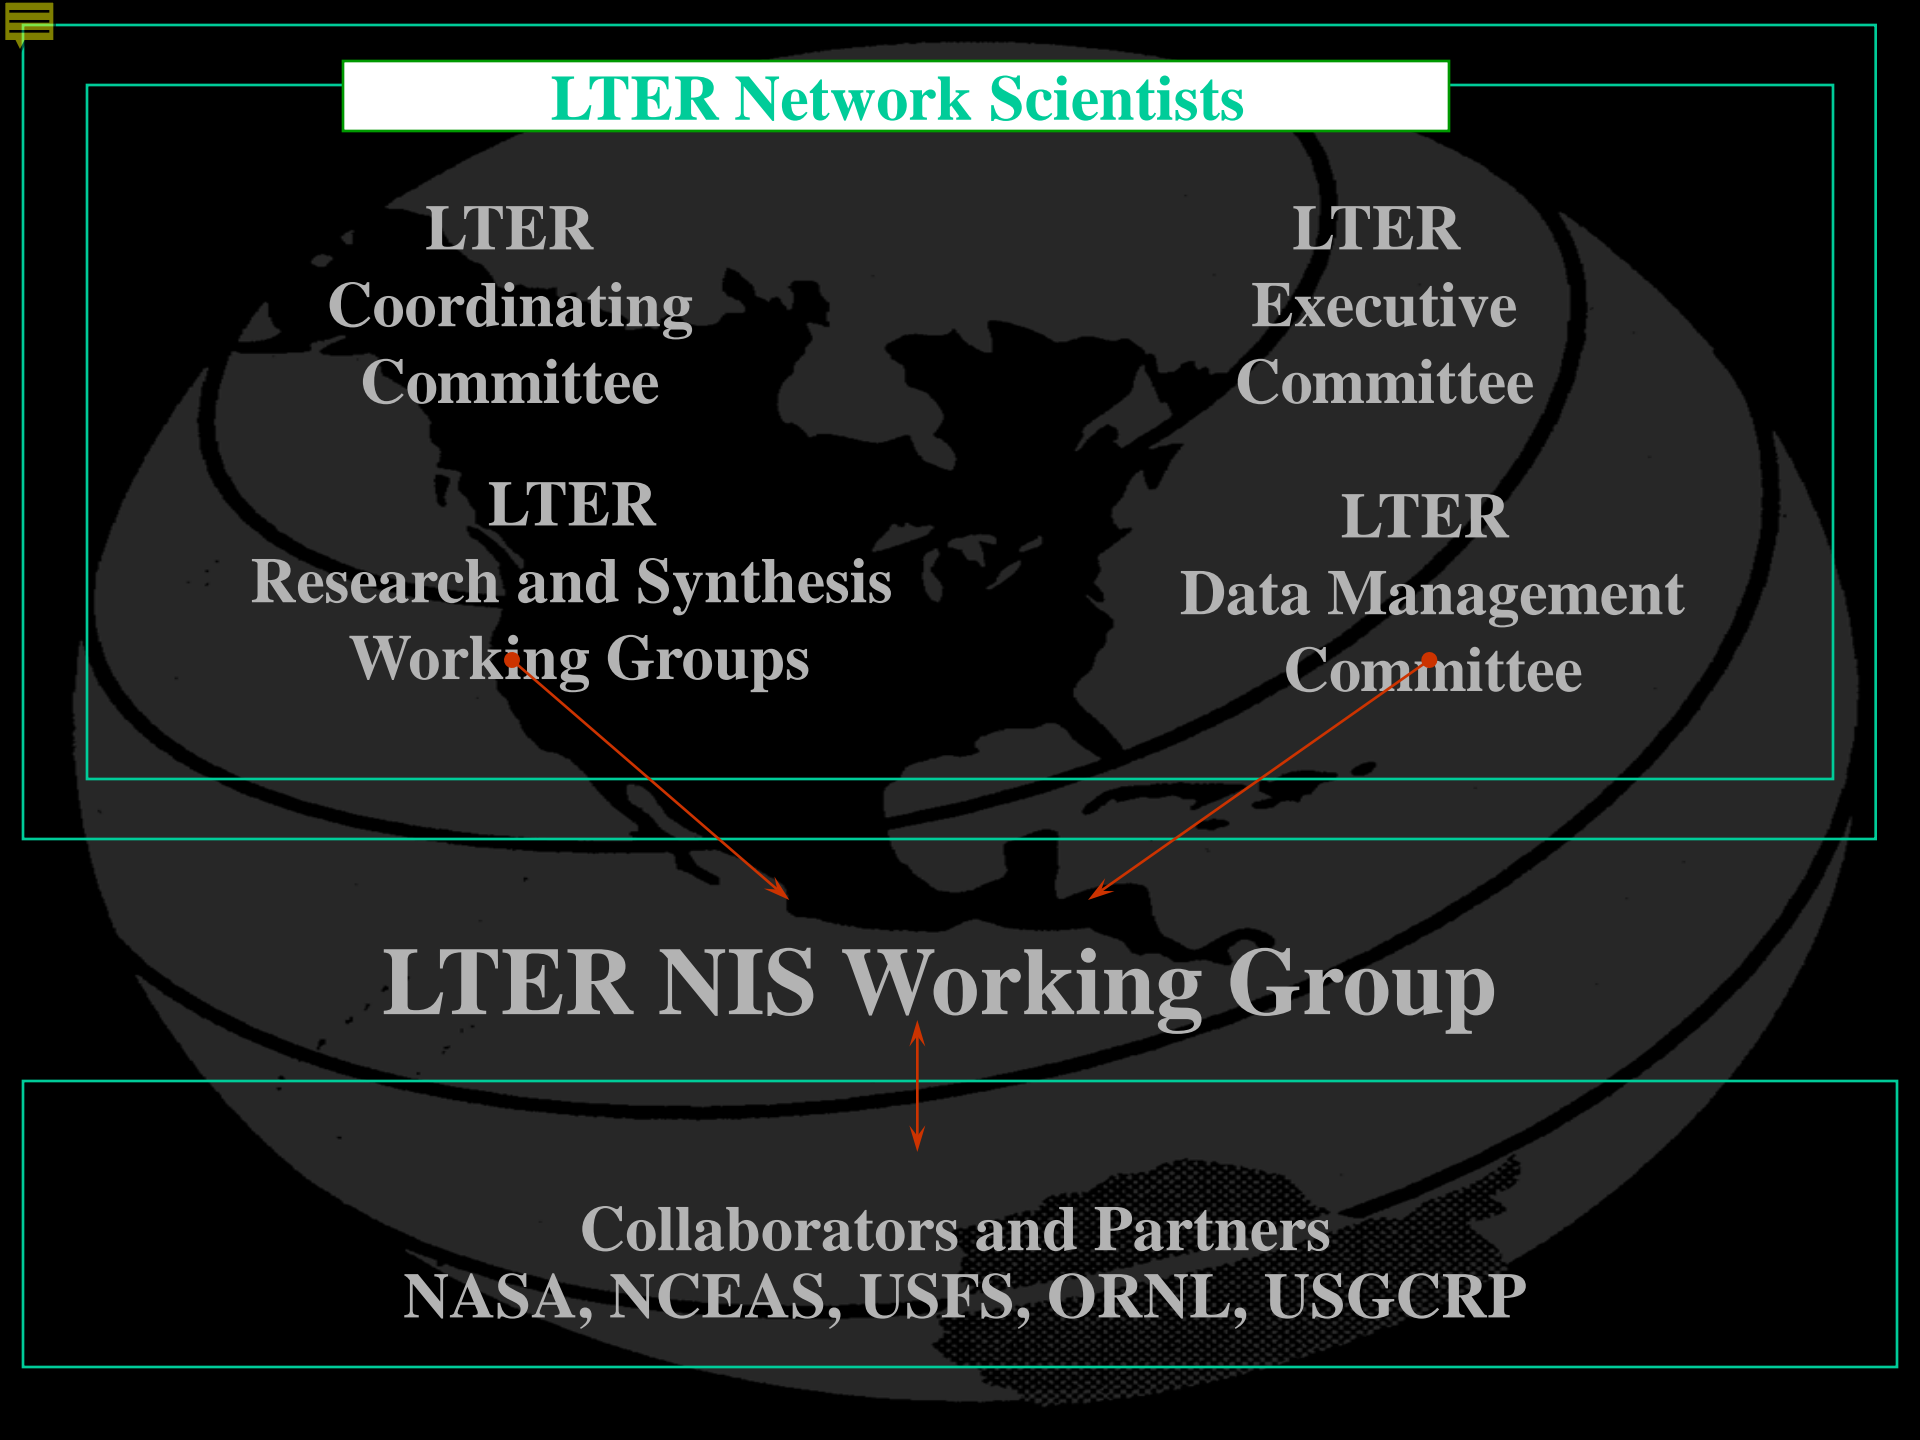 LTER Network Scientists
LTER
Coordinating
Committee
LTER
Executive
Committee
LTER
Research and Synthesis
Working Groups
LTER
Data Management
Committee
LTER NIS Working Group
Collaborators and Partners
NASA, NCEAS, USFS, ORNL, USGCRP